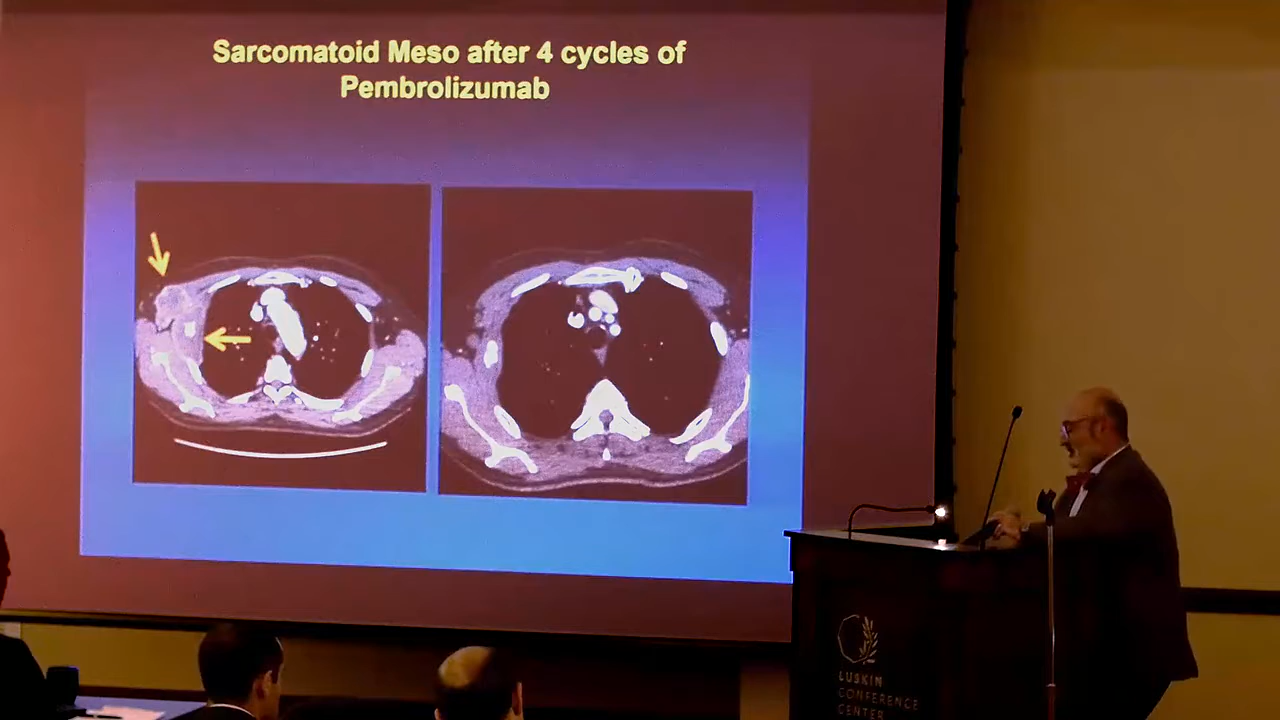 Sarcomatoid Meso after 4 cycles of
Pembrolizumab
LUSKIN
CONFERENCE
CENTER